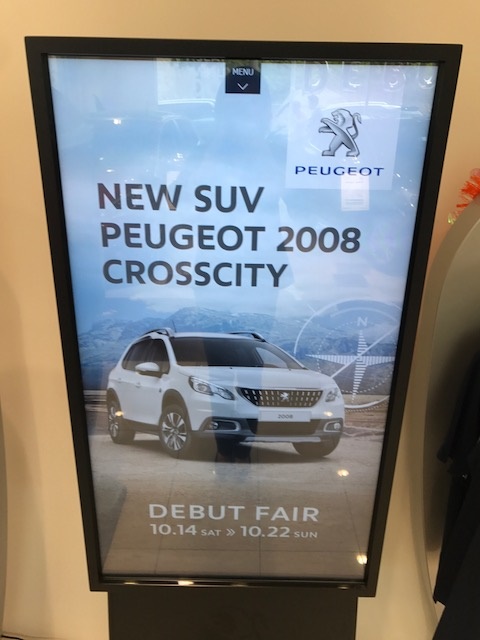 MENU
PEUGEOT
NEW SUV
PEUGEOT 2008
CROSSCITY
N
2008
DEBUT FAIR
10.14 SAT » 10.22 SUN